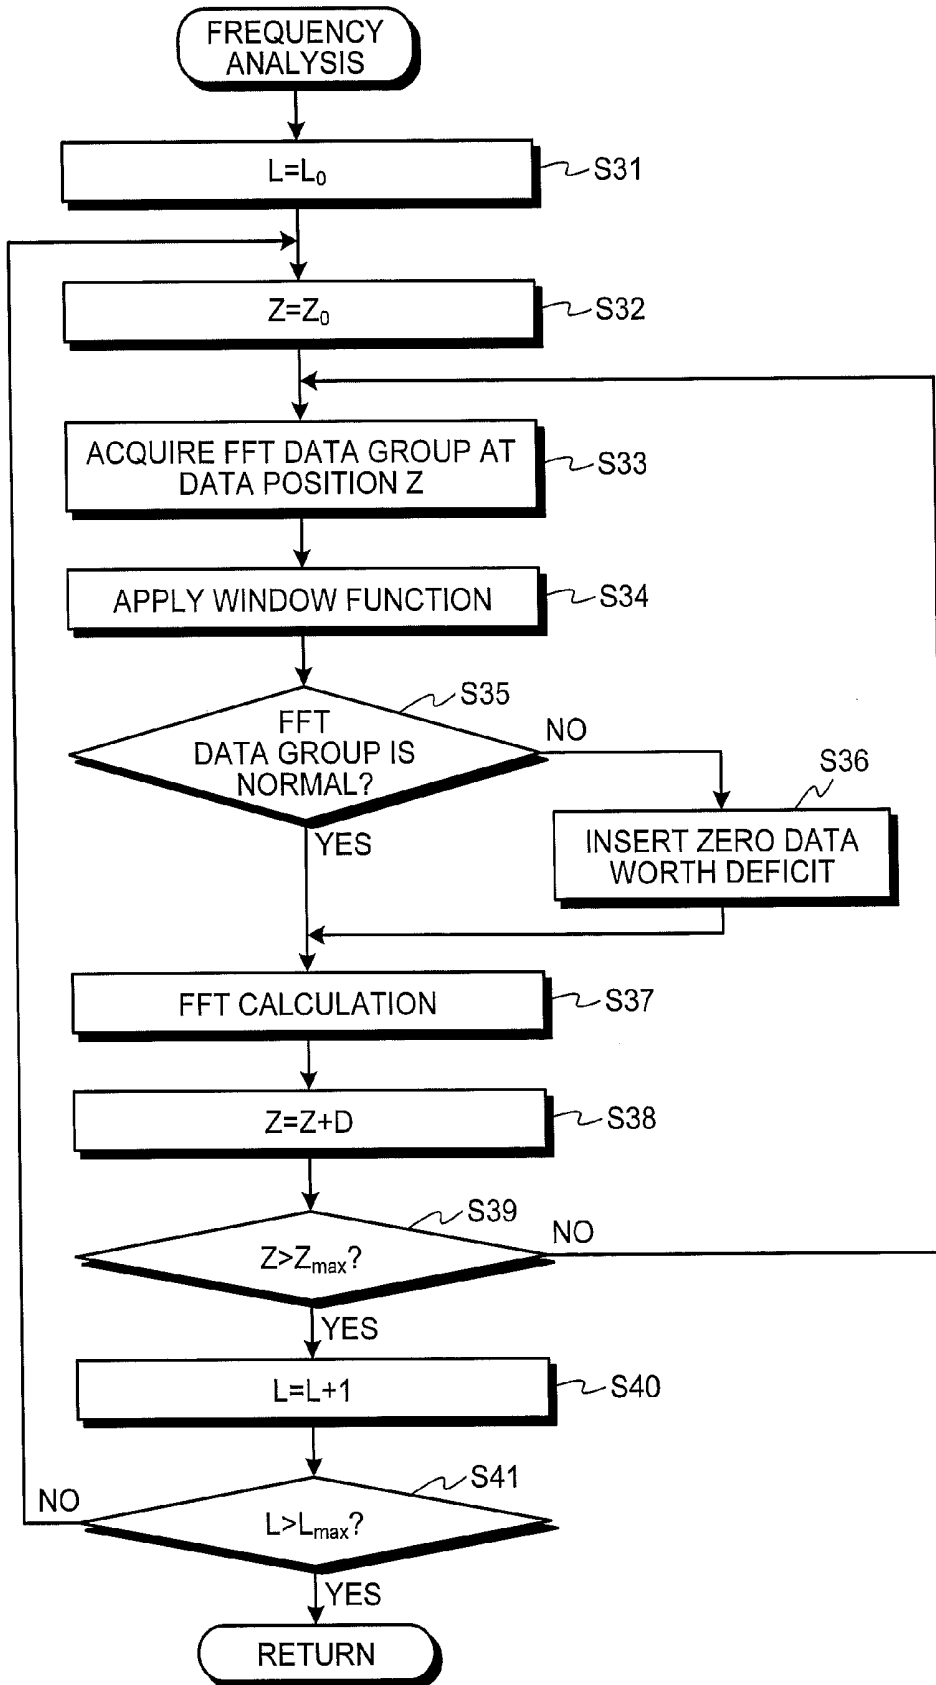 FREQUENCY
ANALYSIS
L=L₀
S31
Z=Z₀
S32
ACQUIRE FFT DATA GROUP AT
DATA POSITION Z
S33
APPLY WINDOW FUNCTION
S34
S35
FFT
DATA GROUP IS
NORMAL?
NO
YES
S36
INSERT ZERO DATA
WORTH DEFICIT
FFT CALCULATION
S37
Z=Z+D
S38
S39
Z>Zmax?
NO
YES
L=L+1
S40
S41
NO
L>Lmax?
YES
RETURN